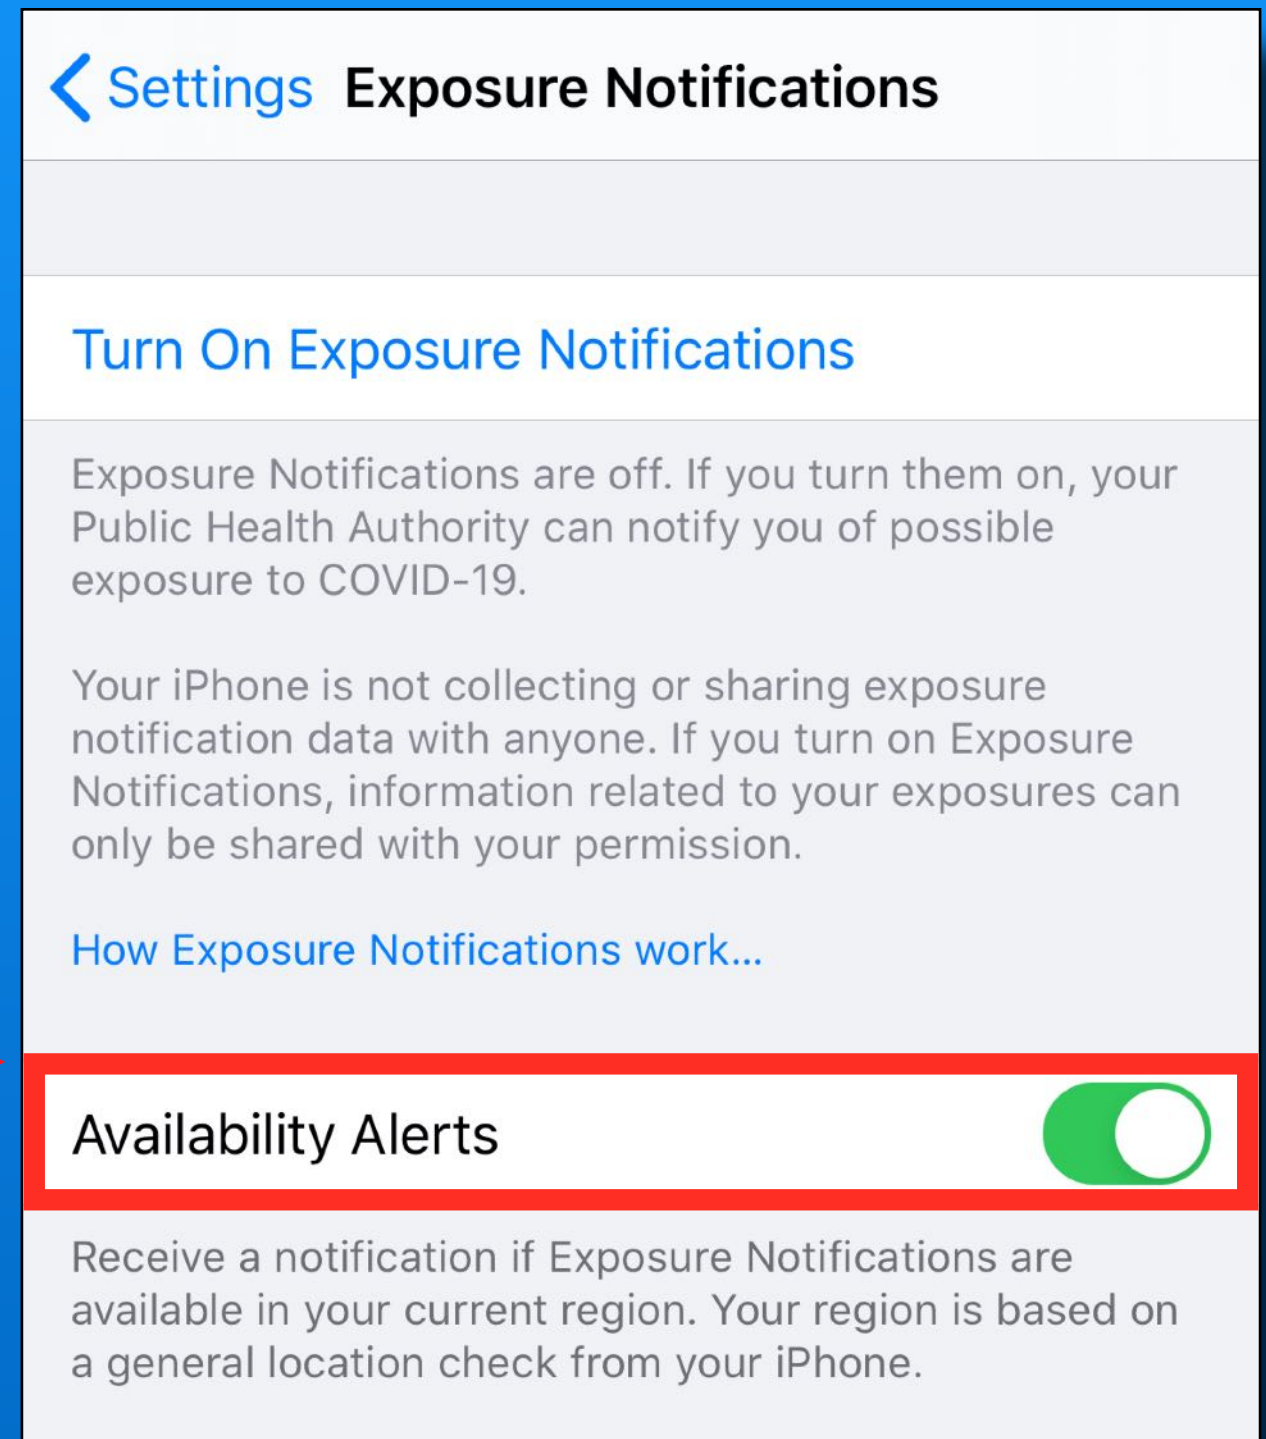 Settings Exposure Notifications
Turn On Exposure Notifications
Exposure Notifications are off. If you turn them on, your
Public Health Authority can notify you of possible
exposure to COVID-19.
Your iPhone is not collecting or sharing exposure
notification data with anyone. If you turn on Exposure
Notifications, information related to your exposures can
only be shared with your permission.
How Exposure Notifications work...
Availability Alerts
Receive a notification if Exposure Notifications are
available in your current region. Your region is based on
a general location check from your iPhone.